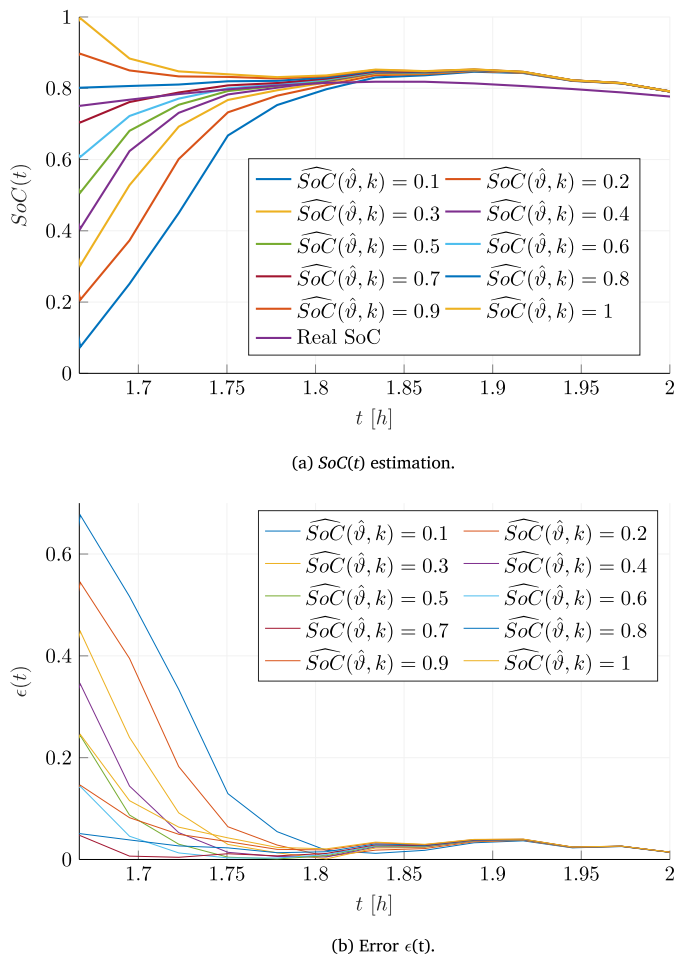 1
0.8
0.6
0.4
0.2
0
SoC(t)
1.7
1.75
1.8
1.85
1.9
1.95
2
t [h]
$\widehat{SoC}(\hat{\vartheta}, k) = 0.1$ $\widehat{SoC}(\hat{\vartheta}, k) = 0.2$
$\widehat{SoC}(\hat{\vartheta}, k) = 0.3$ $\widehat{SoC}(\hat{\vartheta}, k) = 0.4$
$\widehat{SoC}(\hat{\vartheta}, k) = 0.5$ $\widehat{SoC}(\hat{\vartheta}, k) = 0.6$
$\widehat{SoC}(\hat{\vartheta}, k) = 0.7$ $\widehat{SoC}(\hat{\vartheta}, k) = 0.8$
$\widehat{SoC}(\hat{\vartheta}, k) = 0.9$ $\widehat{SoC}(\hat{\vartheta}, k) = 1$
Real SoC
(a) SoC(t) estimation.
0.6
0.4
0.2
0
ϵ(t)
1.7
1.75
1.8
1.85
1.9
1.95
2
t [h]
$\widehat{SoC}(\hat{\vartheta}, k) = 0.1$ $\widehat{SoC}(\hat{\vartheta}, k) = 0.2$
$\widehat{SoC}(\hat{\vartheta}, k) = 0.3$ $\widehat{SoC}(\hat{\vartheta}, k) = 0.4$
$\widehat{SoC}(\hat{\vartheta}, k) = 0.5$ $\widehat{SoC}(\hat{\vartheta}, k) = 0.6$
$\widehat{SoC}(\hat{\vartheta}, k) = 0.7$ $\widehat{SoC}(\hat{\vartheta}, k) = 0.8$
$\widehat{SoC}(\hat{\vartheta}, k) = 0.9$ $\widehat{SoC}(\hat{\vartheta}, k) = 1$
(b) Error ϵ(t).